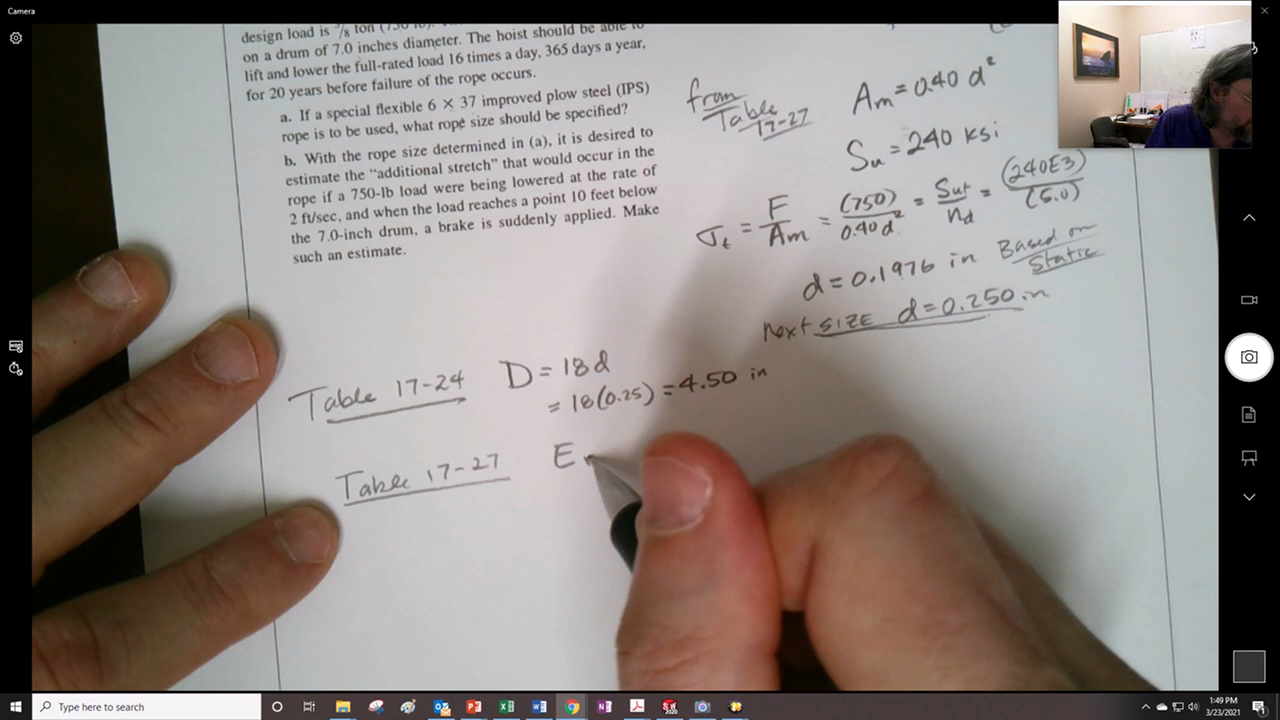 Camera
design load is 3/8 ton (750 lb).
on a drum of 7.0 inches diameter. The hoist should be able to
lift and lower the full-rated load 16 times a day, 365 days a year,
for 20 years before failure of the rope occurs.
a. If a special flexible 6 × 37 improved plow steel (IPS)
rope is to be used, what rope size should be specified?
b. With the rope size determined in (a), it is desired to
estimate the “additional stretch” that would occur in the
rope if a 750-lb load were being lowered at the rate of
2 ft/sec, and when the load reaches a point 10 feet below
the 7.0-inch drum, a brake is suddenly applied. Make
such an estimate.
from
Table
17-27
Am = 0.40 d²
Su = 240 ksi
σt = F/Am = (750)/0.40d² = Sut/nd = (240E3)/(5.0)
d = 0.1976 in Based on
Static
next SIZE d = 0.250 in
Table 17-24 D = 18d
= 18(0.25) = 4.50 in
Table 17-27 E
Type here to search
1:49 PM
3/23/2021